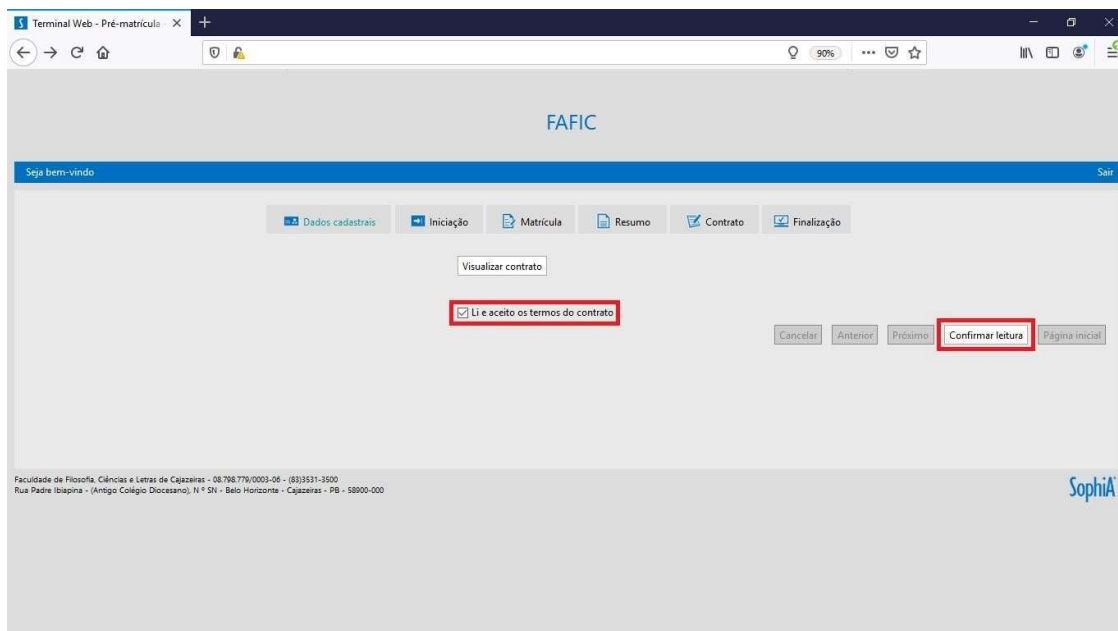 Terminal Web - Pré-matrícula
90%
FAFIC
Seja bem-vindo
Sair
Dados cadastrais
Iniciação
Matrícula
Resumo
Contrato
Finalização
Visualizar contrato
Li e aceito os termos do contrato
Cancelar
Anterior
Próximo
Confirmar leitura
Página inicial
Faculdade de Filosofia, Ciências e Letras de Cajazeiras - 08.798.779/0003-06 - (83)3531-3500
Rua Padre Ibiapina - (Antigo Colégio Diocesano), N º SN - Belo Horizonte - Cajazeiras - PB - 58900-000
SophiA